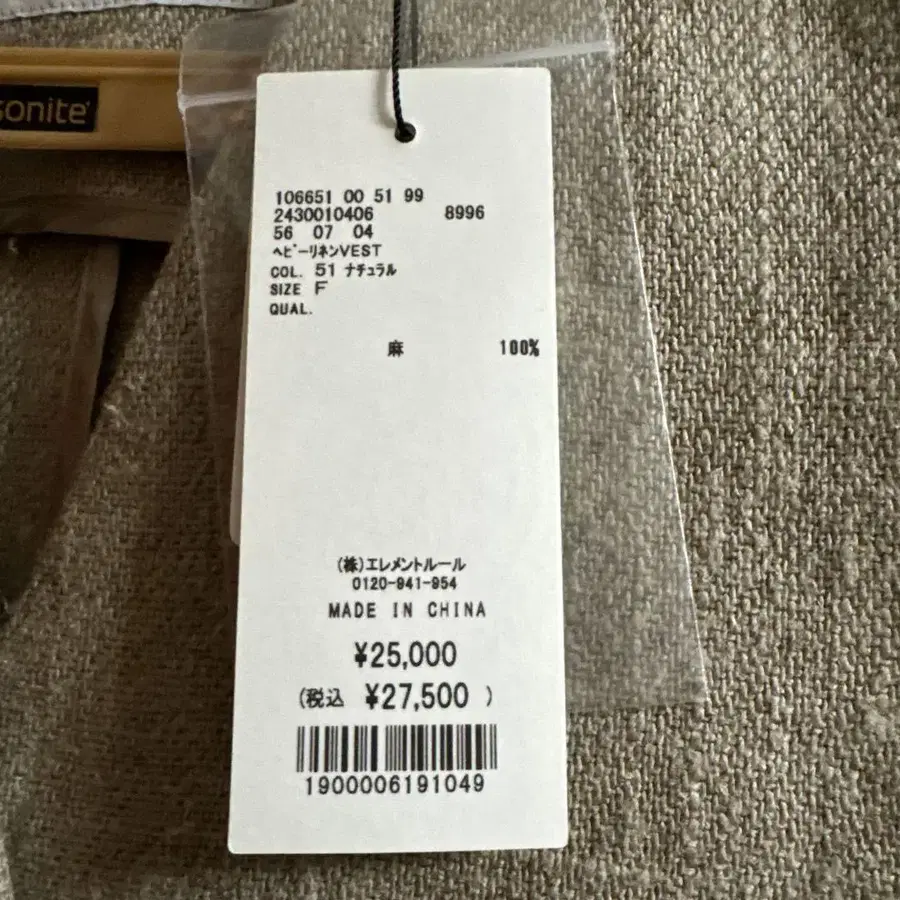 sonite
106651 00 51 99
2430010406 8996
56 07 04
ヘビーリネンVEST
COL. 51 ナチュラル
SIZE F
QUAL.
麻 100%
(株)エレメントルール
0120-941-954
MADE IN CHINA
¥25,000
(税込 ¥27,500 )
1900006191049